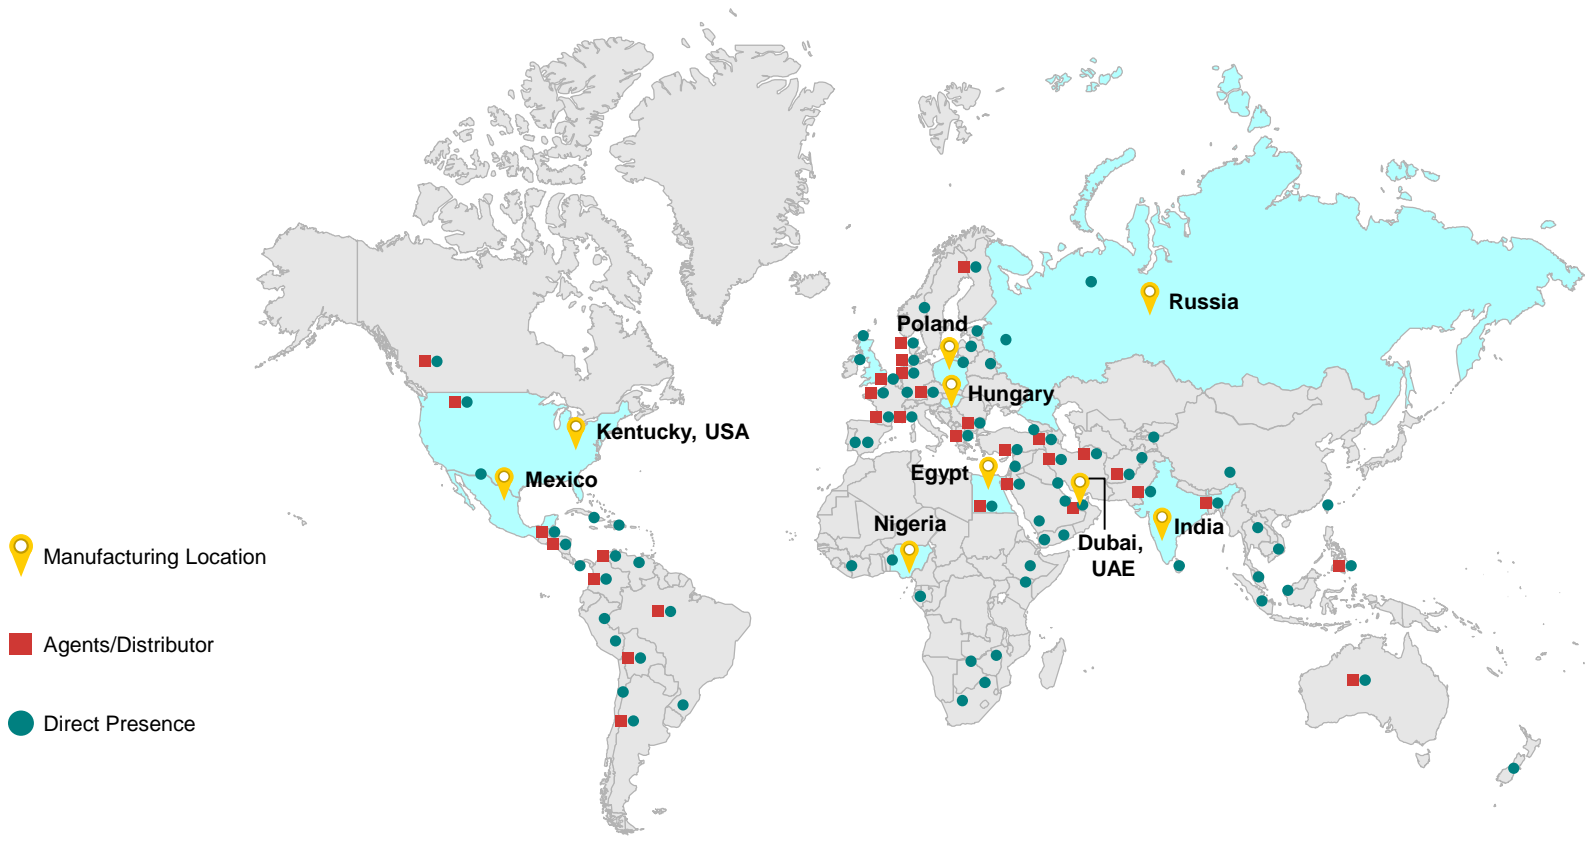 Russia
Poland
Hungary
Kentucky, USA
Egypt
Mexico
Nigeria
India
Dubai,
UAE
Manufacturing Location
Agents/Distributor
Direct Presence